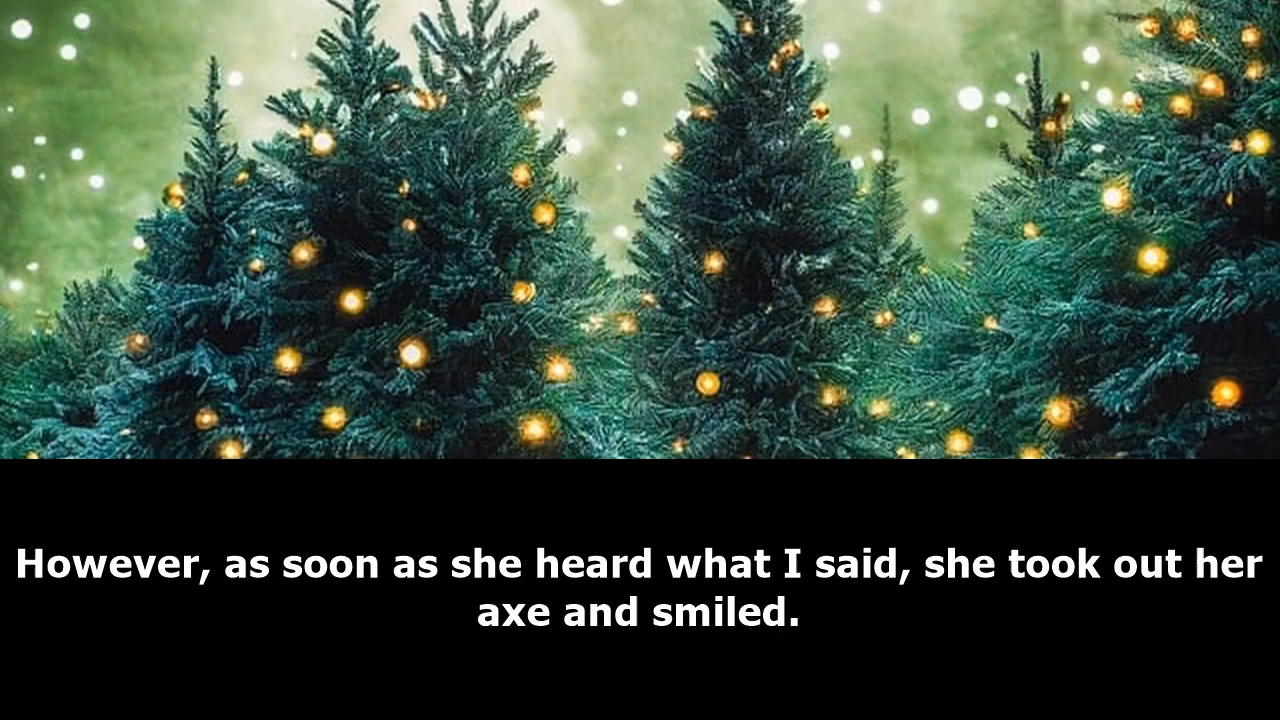 However, as soon as she heard what I said, she took out her
axe and smiled.